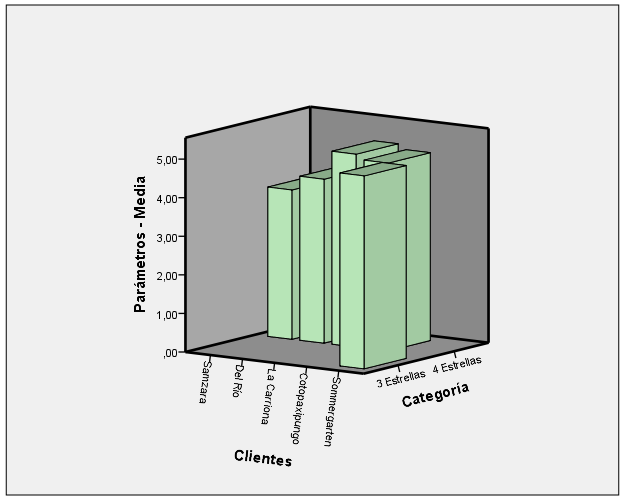 Parámetros - Media
5,00
4,00
3,00
2,00
1,00
,00
Samzara
Del Río
La Carriona
Cotopaxipungo
Sommergarten
Clientes
3 Estrellas
4 Estrellas
Categoría